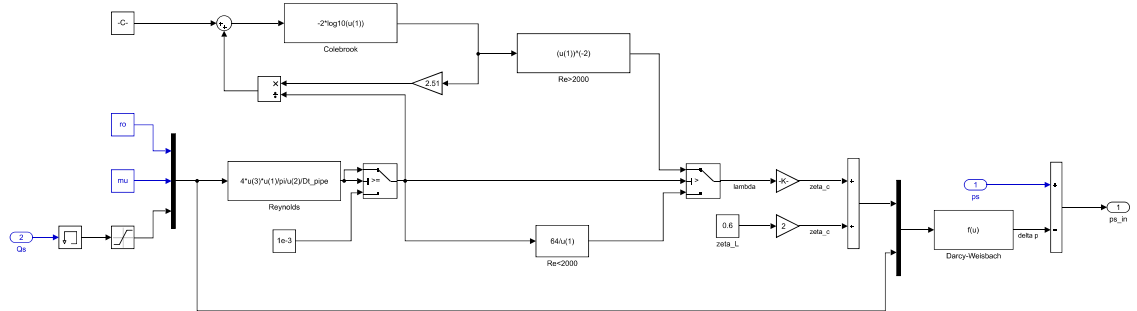 -C-
-2*log10(u(1))
Colebrook
(u(1))^(-2)
Re>2000
2.51
×
÷
ro
mu
4*u(3)*u(1)/pi/u(2)/Dt_pipe
Reynolds
>=
1e-3
64/u(1)
Re<2000
>
lambda
-K-
zeta_c
0.6
zeta_L
2
zeta_c
1
ps
f(u)
Darcy-Weisbach
delta p
1
ps_in
2
Qs